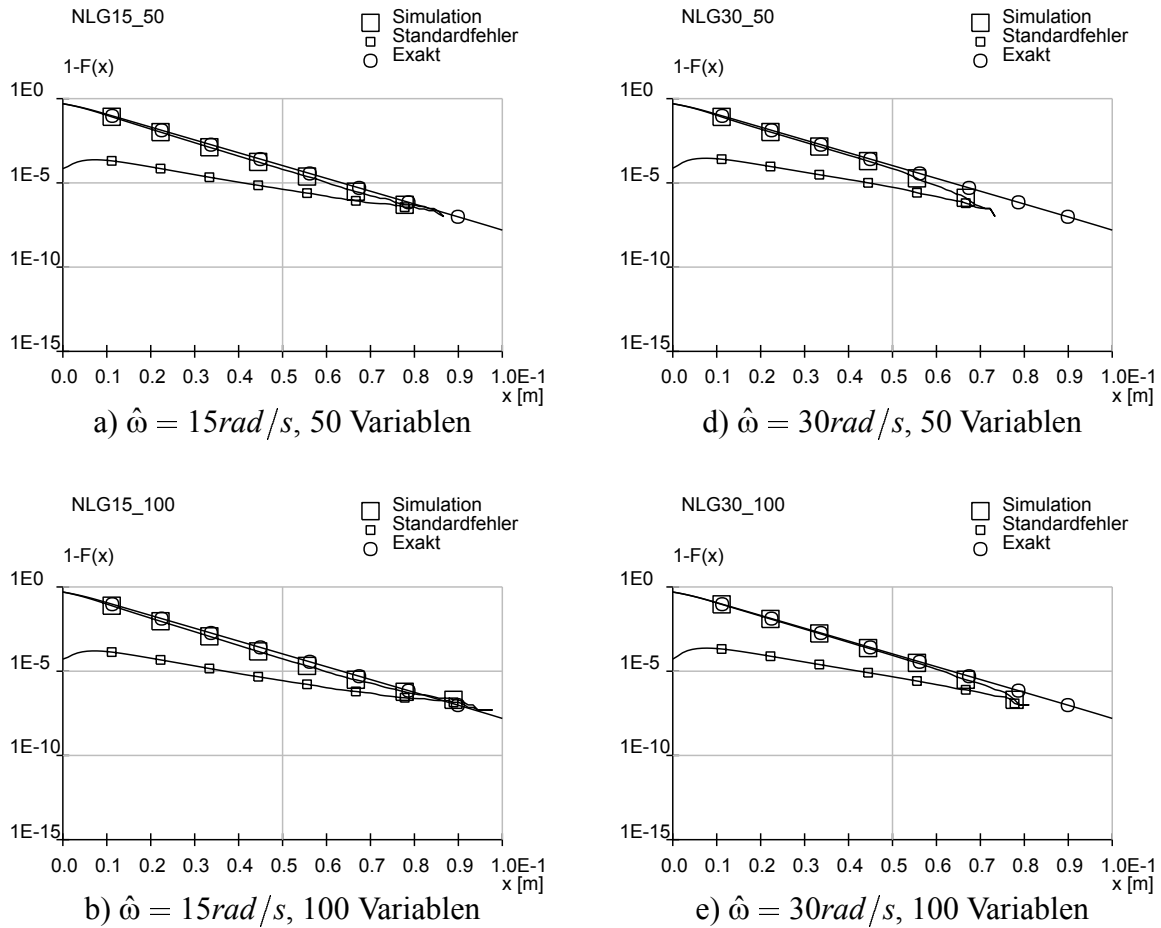 NLG15_50
Simulation
Standardfehler
Exakt
1-F(x)
1E0
1E-5
1E-10
1E-15
0.0 0.1 0.2 0.3 0.4 0.5 0.6 0.7 0.8 0.9 1.0E-1
x [m]
a) ω̂ = 15rad/s, 50 Variablen
NLG30_50
Simulation
Standardfehler
Exakt
1-F(x)
1E0
1E-5
1E-10
1E-15
0.0 0.1 0.2 0.3 0.4 0.5 0.6 0.7 0.8 0.9 1.0E-1
x [m]
d) ω̂ = 30rad/s, 50 Variablen
NLG15_100
Simulation
Standardfehler
Exakt
1-F(x)
1E0
1E-5
1E-10
1E-15
0.0 0.1 0.2 0.3 0.4 0.5 0.6 0.7 0.8 0.9 1.0E-1
x [m]
b) ω̂ = 15rad/s, 100 Variablen
NLG30_100
Simulation
Standardfehler
Exakt
1-F(x)
1E0
1E-5
1E-10
1E-15
0.0 0.1 0.2 0.3 0.4 0.5 0.6 0.7 0.8 0.9 1.0E-1
x [m]
e) ω̂ = 30rad/s, 100 Variablen